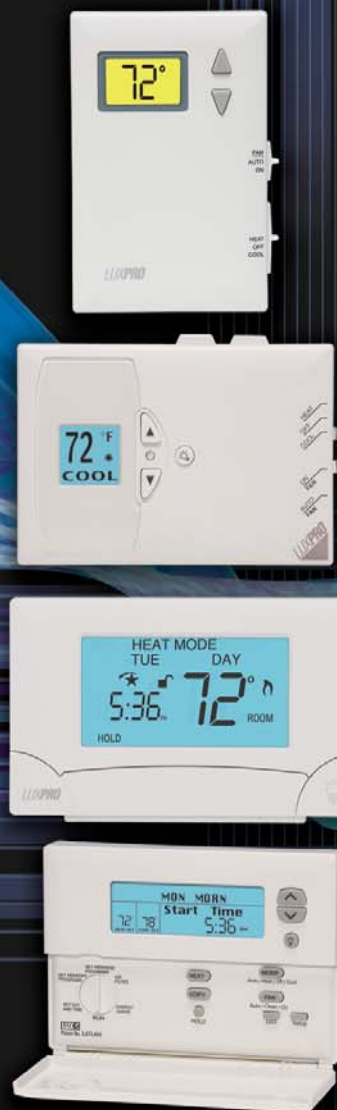 72°
FAN
AUTO
ON
HEAT
OFF
COOL
LUXPRO
72 °F
COOL
HEAT
OFF
COOL
ON
FAN
AUTO
FAN
LUXPRO
HEAT MODE
TUE DAY
5:36 PM 72°
ROOM
HOLD
LUXPRO
MON MORN
Start Time
72 78 5:36
NEXT
COPY
HOLD
MODE
FAN
RUN